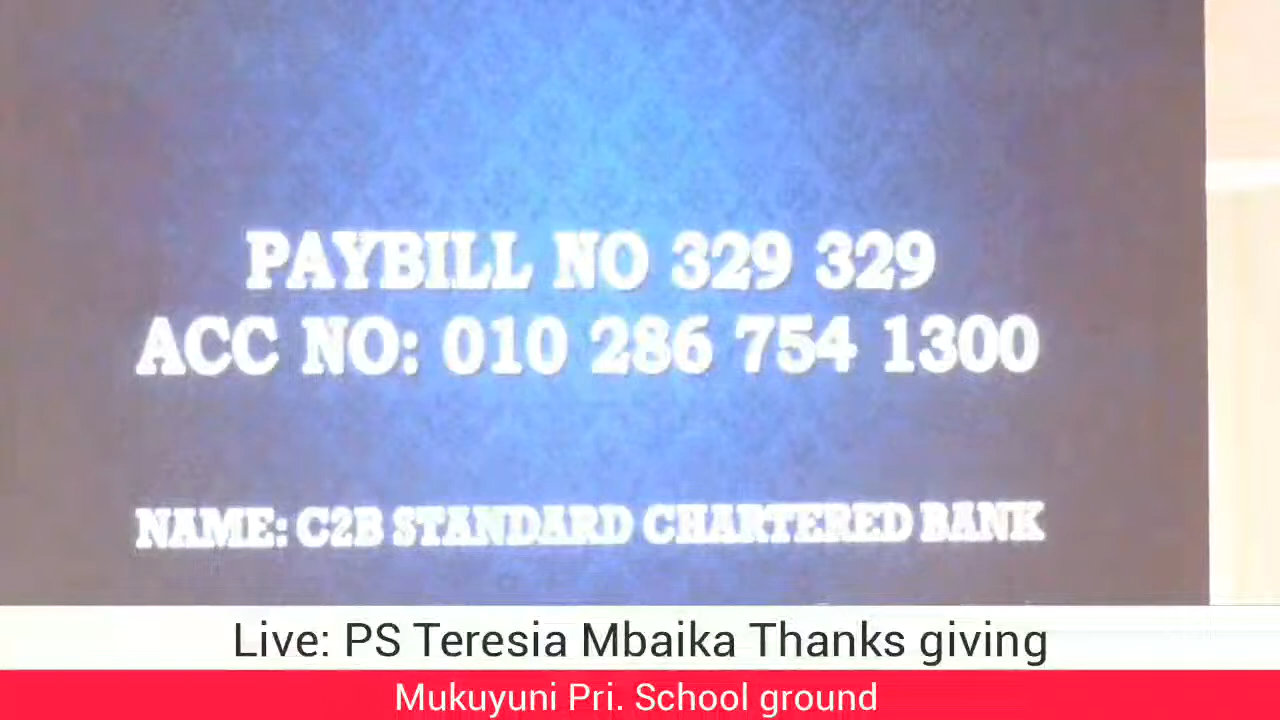 PAYBILL NO 329 329
ACC NO: 010 286 754 1300
NAME: C2B STANDARD CHARTERED BANK
Live: PS Teresia Mbaika Thanks giving
Mukuyuni Pri. School ground